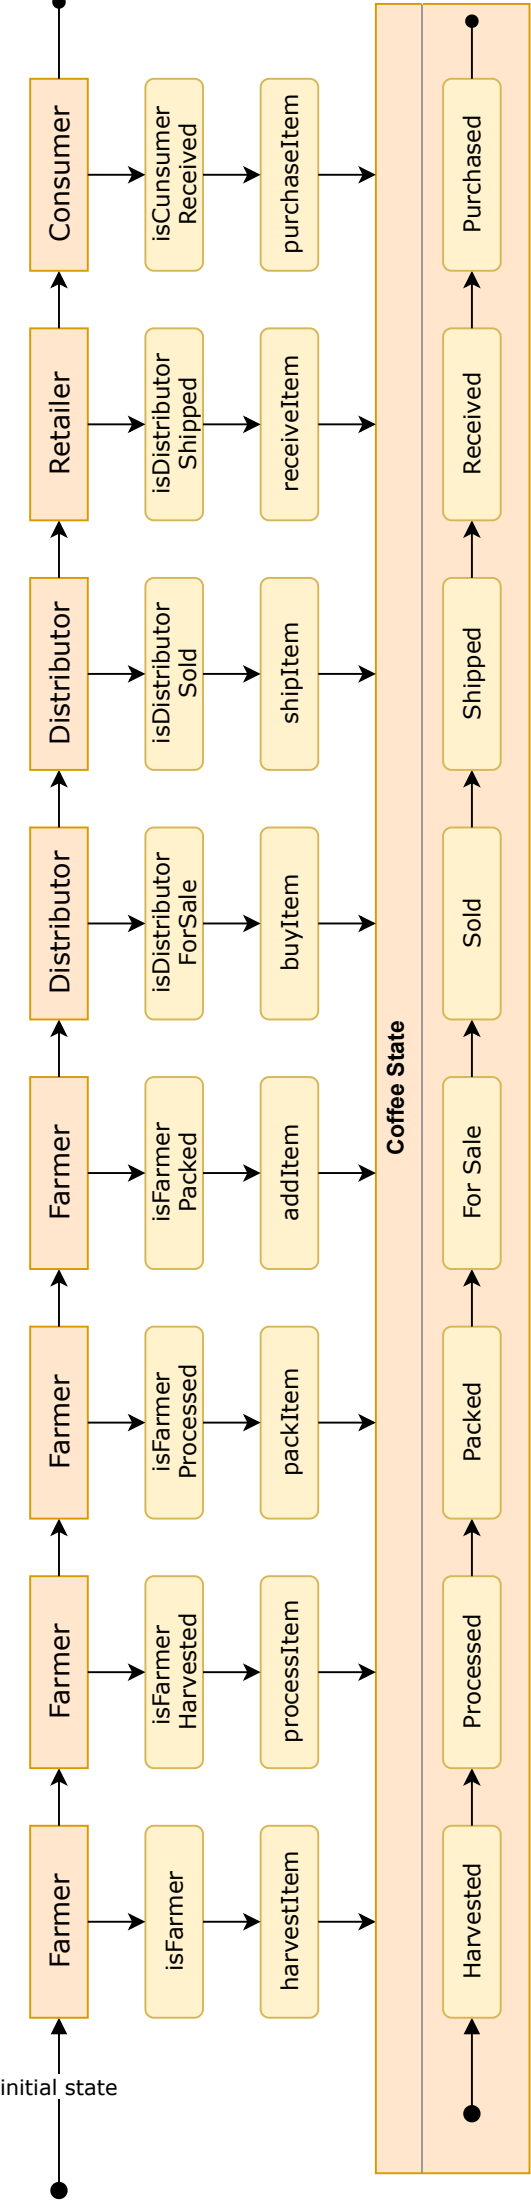 initial state
Farmer
Farmer
Farmer
Farmer
Distributor
Distributor
Retailer
Consumer
isFarmer
isFarmer
Harvested
isFarmer
Processed
isFarmer
Packed
isDistributor
ForSale
isDistributor
Sold
isDistributor
Shipped
isCunsumer
Received
harvestItem
processItem
packItem
addItem
buyItem
shipItem
receiveItem
purchaseItem
Coffee State
Harvested
Processed
Packed
For Sale
Sold
Shipped
Received
Purchased